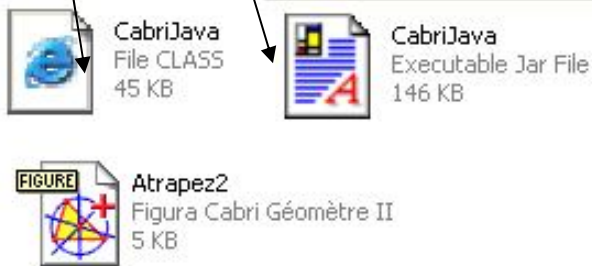 CabriJava
File CLASS
45 KB
CabriJava
Executable Jar File
146 KB
FIGURE
Atrapez2
Figura Cabri Géomètre II
5 KB